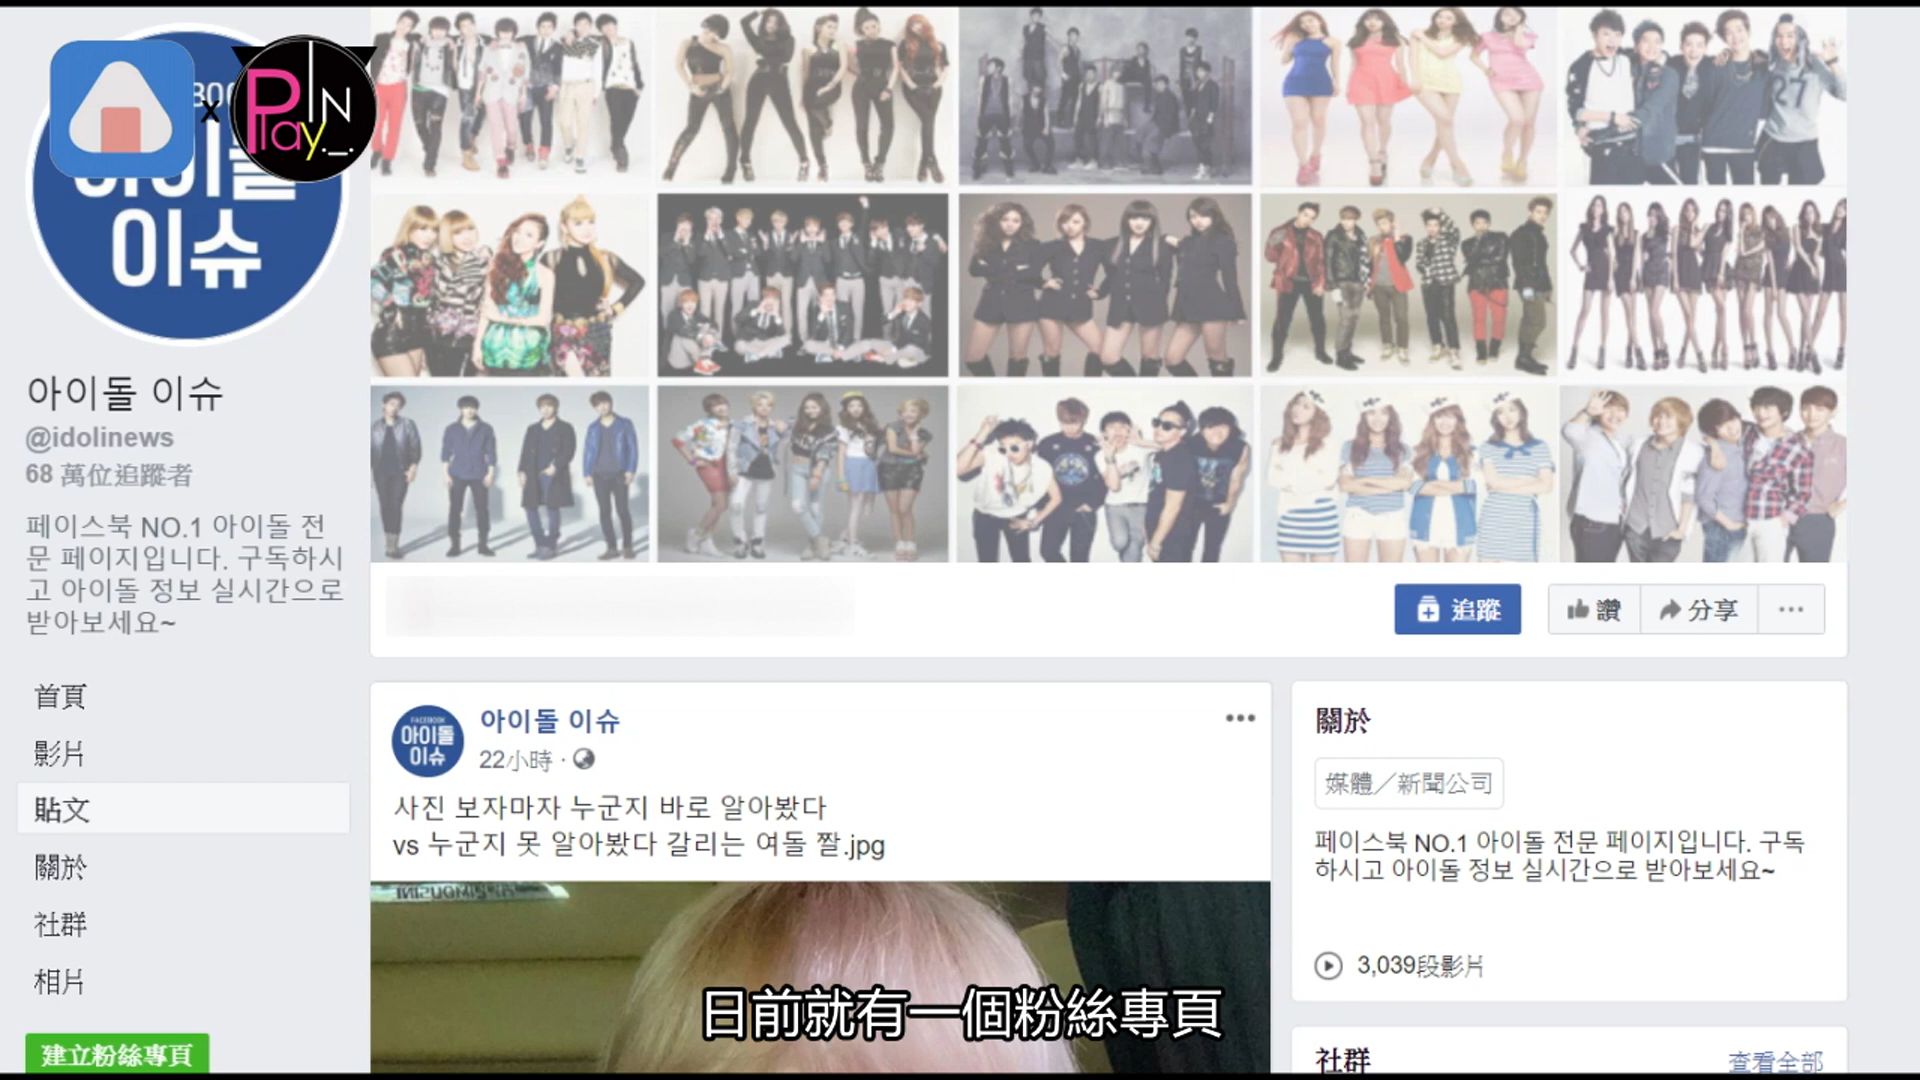 x
Play IN
이슈
아이돌 이슈
@idolinews
68 萬位追蹤者
페이스북 NO.1 아이돌 전
문 페이지입니다. 구독하시
고 아이돌 정보 실시간으로
받아보세요~
首頁
影片
貼文
關於
社群
相片
建立粉絲專頁
追蹤
讚
分享
아이돌 이슈
22小時
FACEBOOK
아이돌
이슈
사진 보자마자 누군지 바로 알아봤다
vs 누군지 못 알아봤다 갈리는 여돌 짤.jpg
關於
媒體／新聞公司
페이스북 NO.1 아이돌 전문 페이지입니다. 구독
하시고 아이돌 정보 실시간으로 받아보세요~
3,039段影片
社群
查看全部
日前就有一個粉絲專頁